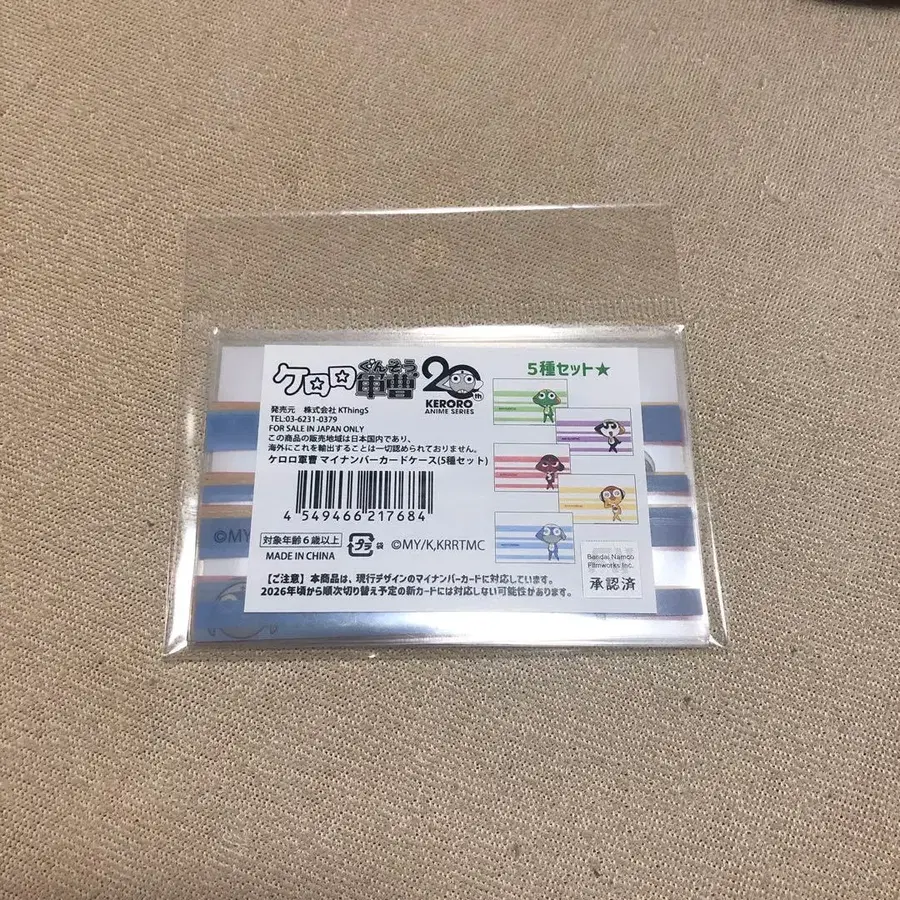 ケロロ
ぐんそう
軍曹
20th
KERORO
ANIME SERIES
5種セット★
発売元 株式会社 KThingS
TEL:03-6231-0379
FOR SALE IN JAPAN ONLY
この商品の販売地域は日本国内であり、
海外にこれを輸出することは一切認められておりません。
ケロロ軍曹 マイナンバーカードケース(5種セット)
4 549466 217684
対象年齢6歳以上
プラ 袋
©MY/K,KRRTMC
MADE IN CHINA
Bandai Namco
Filmworks Inc.
承認済
【ご注意】本商品は、現行デザインのマイナンバーカードに対応しています。
2026年頃から順次切り替え予定の新カードには対応しない可能性があります。
©MY